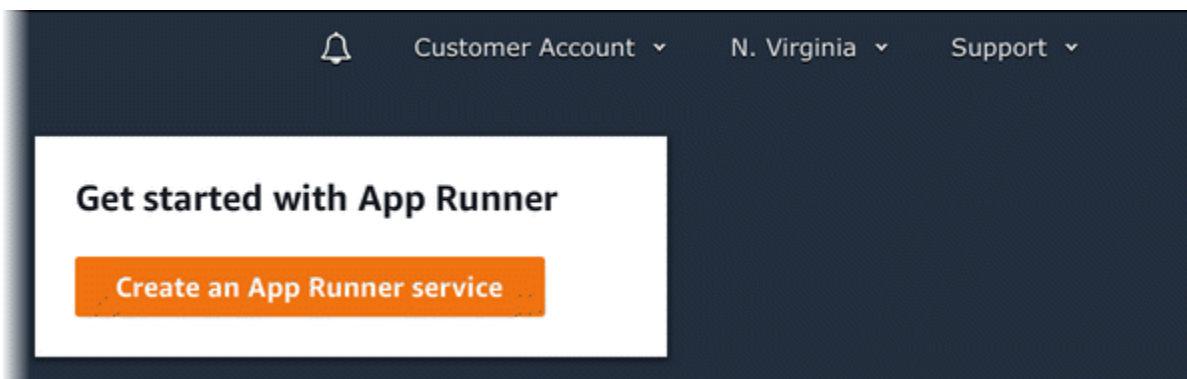 Customer Account N. Virginia Support
Get started with App Runner
Create an App Runner service